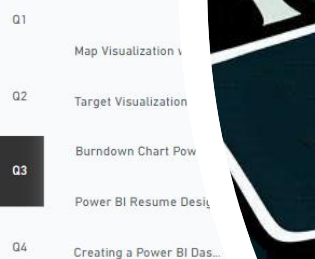 Q1
Map Visualization
Q2
Target Visualization
Burndown Chart Pow
Q3
Power BI Resume Desig
Q4
Creating a Power BI Das...